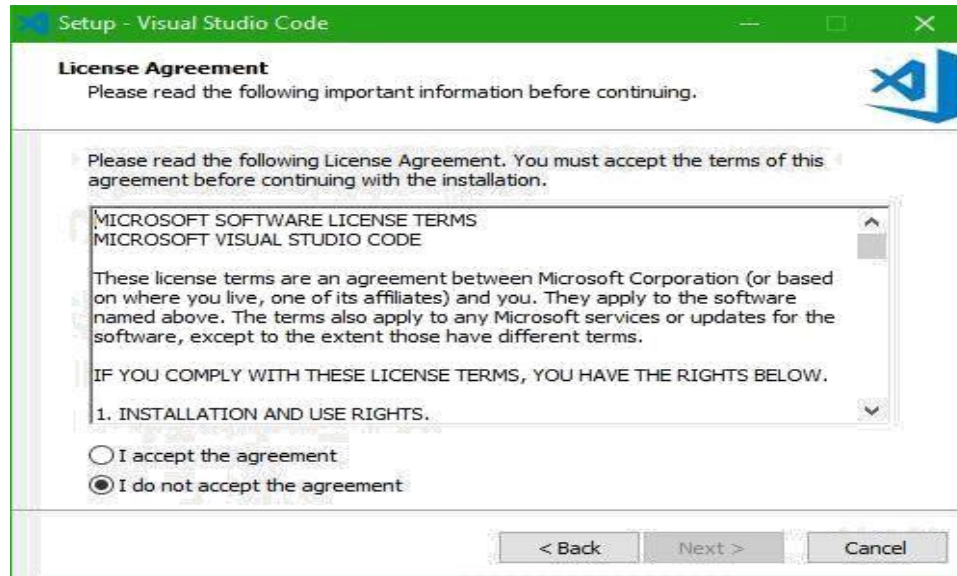 Setup - Visual Studio Code
License Agreement
Please read the following important information before continuing.
Please read the following License Agreement. You must accept the terms of this
agreement before continuing with the installation.
MICROSOFT SOFTWARE LICENSE TERMS
MICROSOFT VISUAL STUDIO CODE
These license terms are an agreement between Microsoft Corporation (or based
on where you live, one of its affiliates) and you. They apply to the software
named above. The terms also apply to any Microsoft services or updates for the
software, except to the extent those have different terms.
IF YOU COMPLY WITH THESE LICENSE TERMS, YOU HAVE THE RIGHTS BELOW.
1. INSTALLATION AND USE RIGHTS.
I accept the agreement
I do not accept the agreement
< Back Next > Cancel